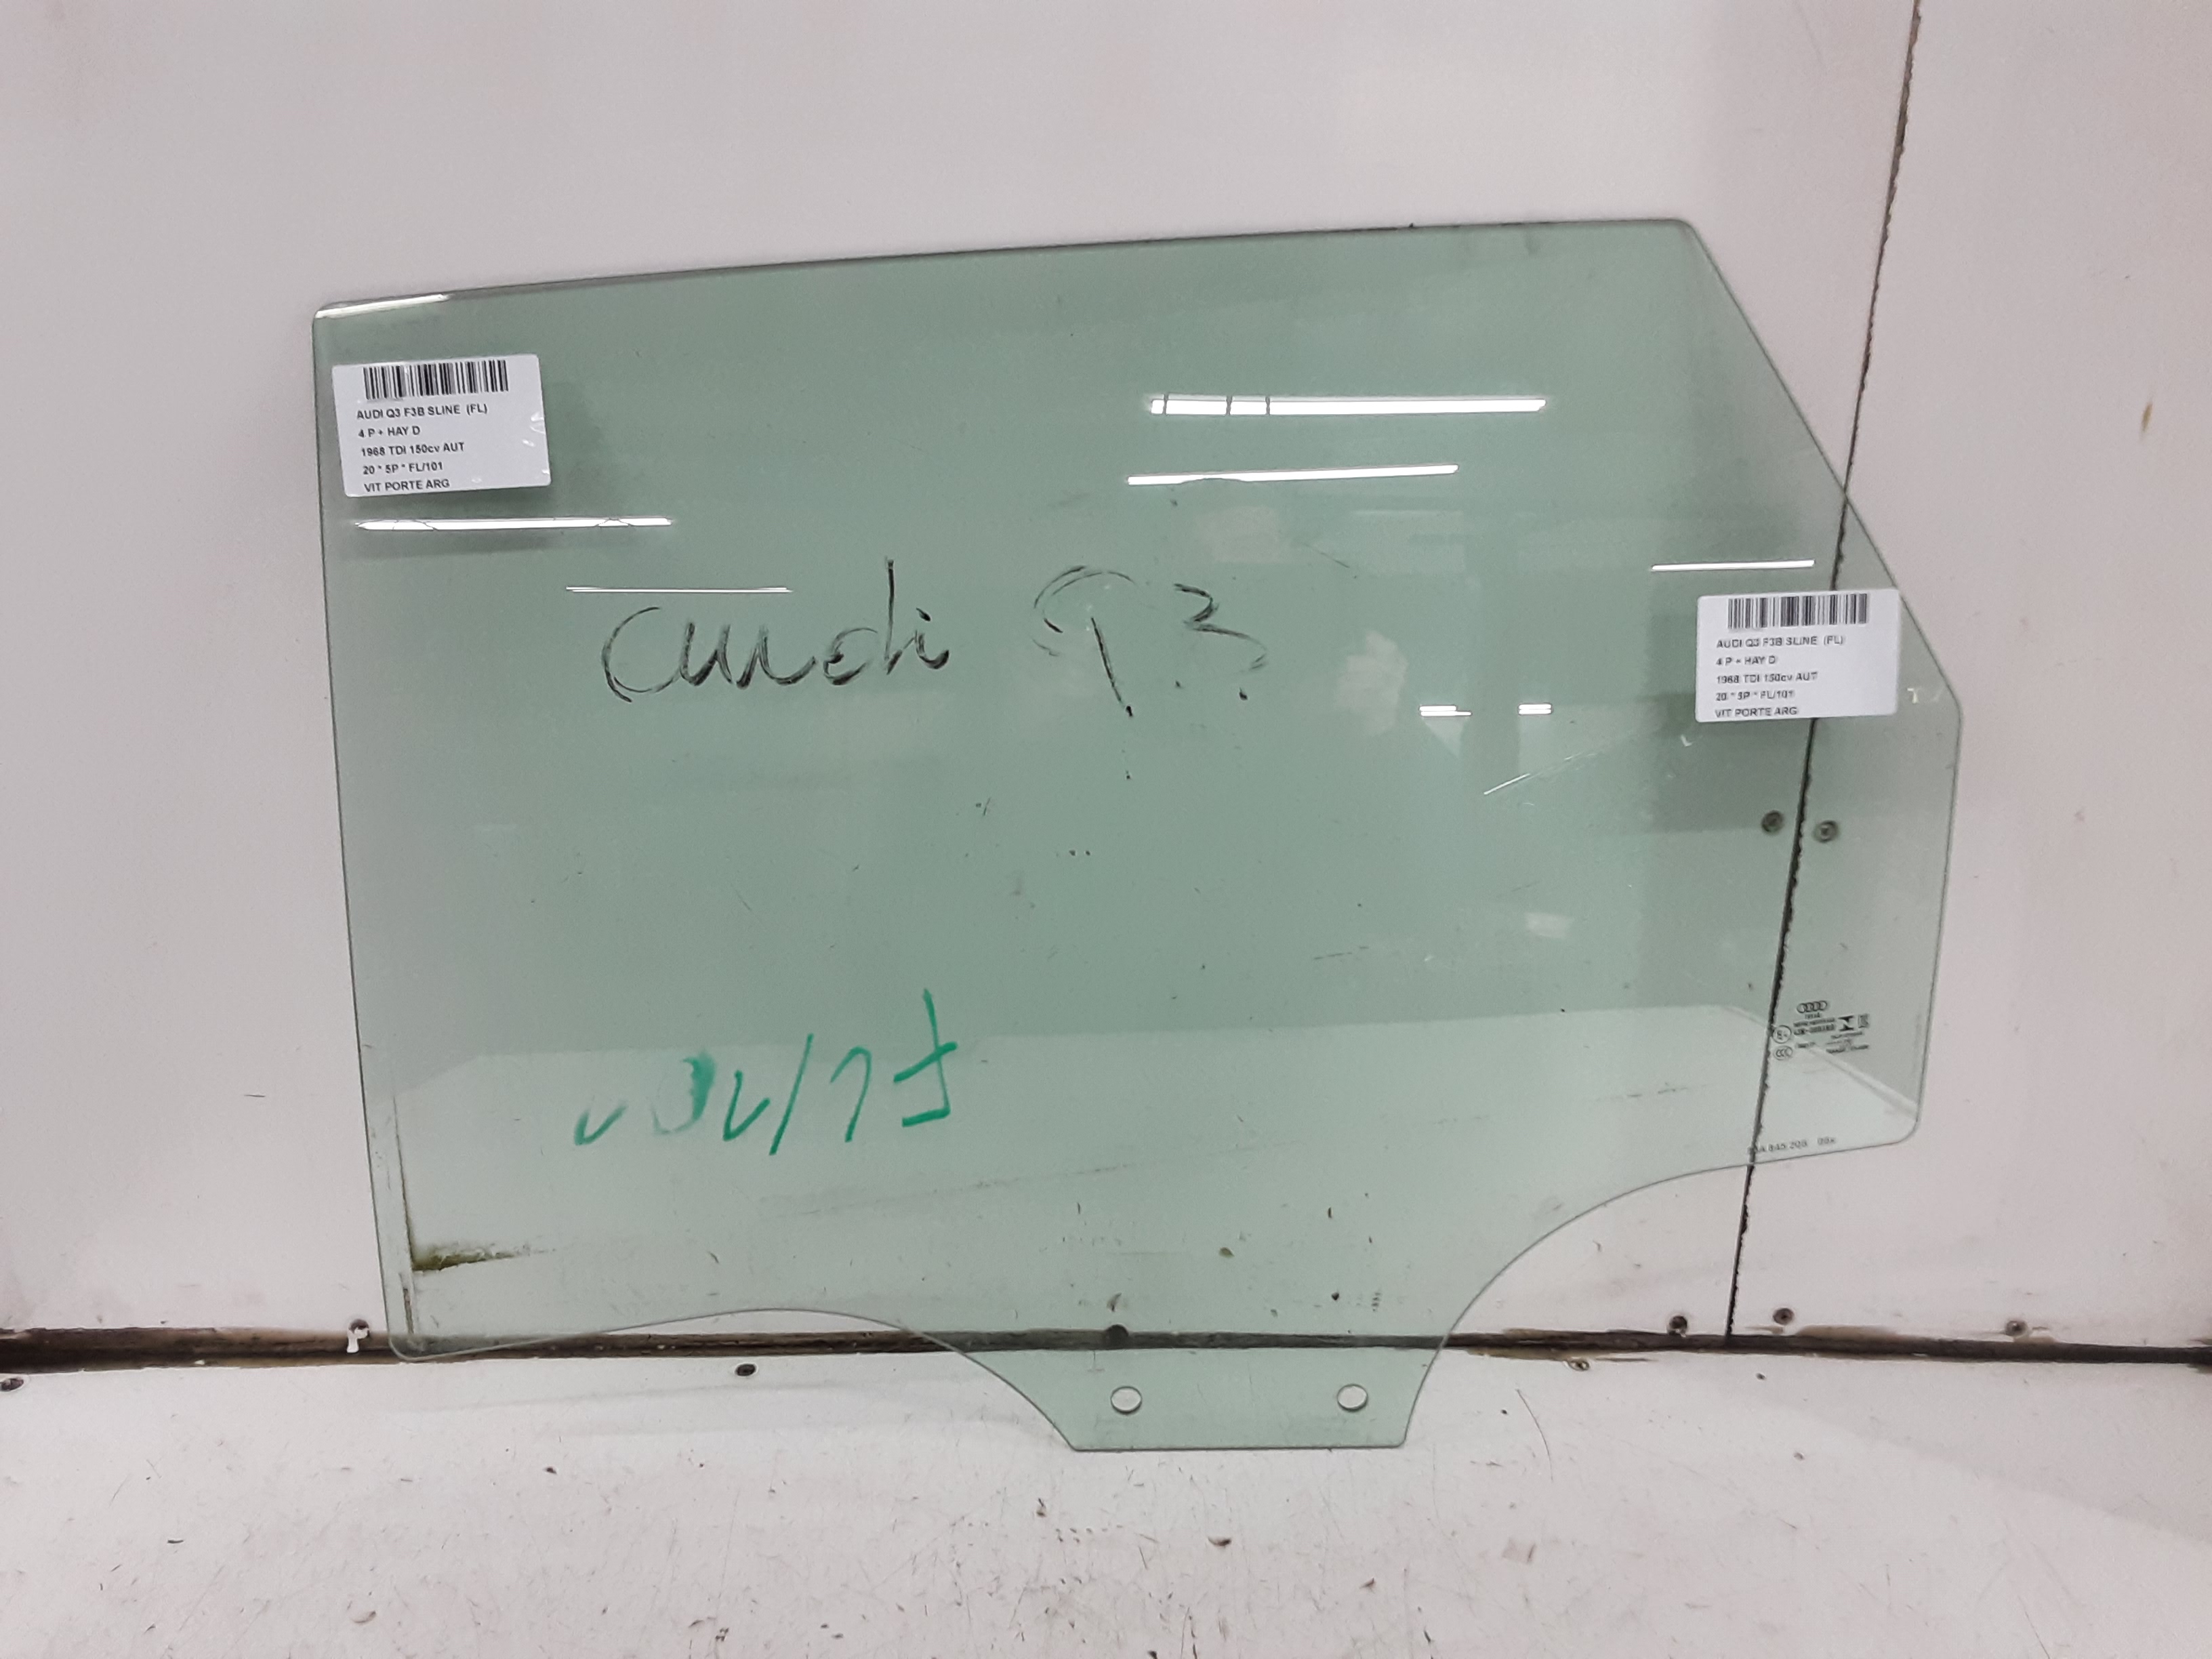 AUDI Q3 F3B SLINE (FL)
4 P + HAY D
1968 TDI 150cv AUT
20 * 5P * FL/101
VIT PORTE ARG
audi Q3
AUDI Q3 F3B SLINE (FL)
4 P + HAY D
1968 TDI 150cv AUT
20 * 5P * FL/101
VIT PORTE ARG
FL/101
845 205